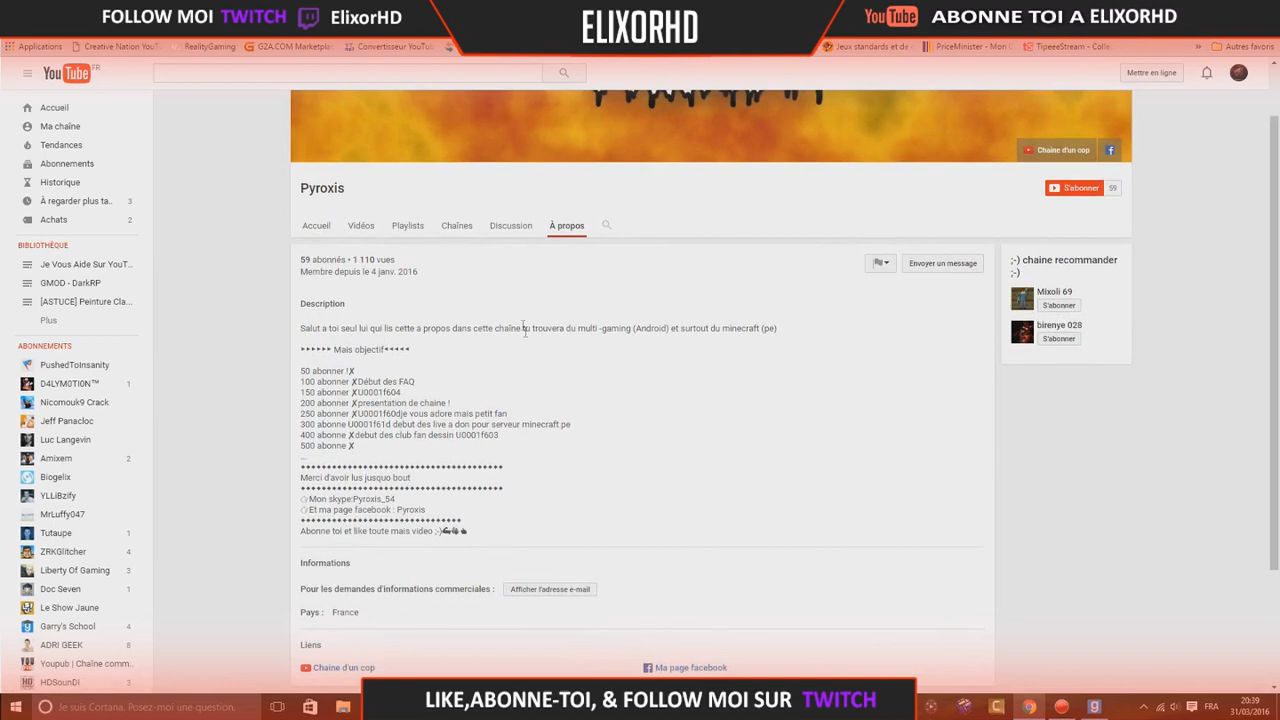 FOLLOW MOI TWITCH ElixorHD
ELIXORHD
YouTube ABONNE TOI A ELIXORHD
Applications Creative Nation YouT RealityGaming G2A.COM Marketplac Convertisseur YouTub Jeux standards et de PriceMinister - Mon C TipeeeStream - Collec » Autres favoris
YouTube FR Mettre en ligne
Accueil
Ma chaîne
Tendances
Abonnements
Historique
À regarder plus ta.. 3
Achats 2
BIBLIOTHÈQUE
Je Vous Aide Sur YouT...
GMOD - DarkRP
[ASTUCE] Peinture Cla...
Plus
ABONNEMENTS
PushedToInsanity
D4LYM0TI0N™ 1
Nicomouk9 Crack
Jeff Panacloc
Luc Langevin
Amixem 2
Biogelix
YLLiBzify
MrLuffy047
Tutaupe 1
ZRKGlitcher 4
Liberty Of Gaming 3
Doc Seven 1
Le Show Jaune
Garry's School 4
ADRI GEEK 8
Youpub | Chaîne comm...
HDSounDI
Chaine d'un cop
Pyroxis
S'abonner 59
Accueil Vidéos Playlists Chaînes Discussion À propos
59 abonnés • 1 110 vues
Membre depuis le 4 janv. 2016
Envoyer un message
Description
Salut a toi seul lui qui lis cette a propos dans cette chaîne tu trouvera du multi -gaming (Android) et surtout du minecraft (pe)
►►►►►► Mais objectif◄◄◄◄◄
50 abonner !✗
100 abonner ✗Début des FAQ
150 abonner ✗U0001f604
200 abonner ✗presentation de chaine !
250 abonner ✗U0001f60dje vous adore mais petit fan
300 abonne U0001f61d debut des live a don pour serveur minecraft pe
400 abonne ✗debut des club fan dessin U0001f603
500 abonne ✗
...
Merci d'avoir lus jusquo bout
Mon skype:Pyroxis_54
Et ma page facebook : Pyroxis
Abonne toi et like toute mais video ;-)
Informations
Pour les demandes d'informations commerciales : Afficher l'adresse e-mail
Pays : France
Liens
Chaine d'un cop Ma page facebook
;-) chaine recommander
;-)
Mixoli 69
S'abonner
birenye 028
S'abonner
LIKE,ABONNE-TOI, & FOLLOW MOI SUR TWITCH
Je suis Cortana. Posez-moi une question.
FRA
20:39
31/03/2016